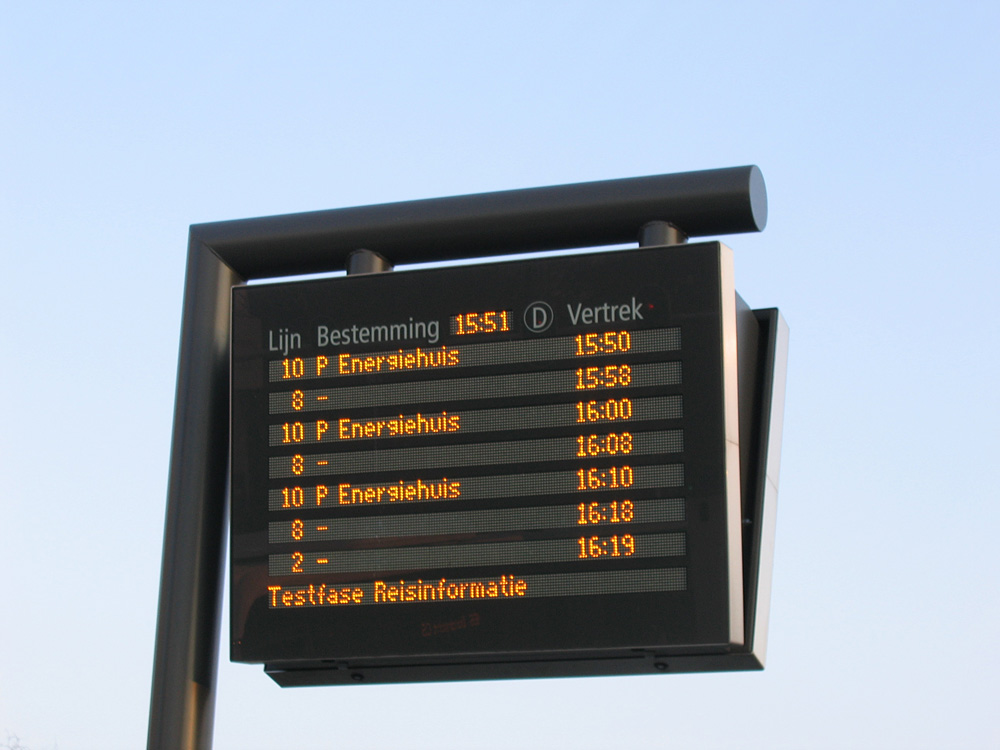 Lijn Bestemming 15:51 D Vertrek
10 P Energiehuis 15:50
8 - 15:58
10 P Energiehuis 16:00
8 - 16:08
10 P Energiehuis 16:10
8 - 16:18
2 - 16:19
Testfase Reisinformatie